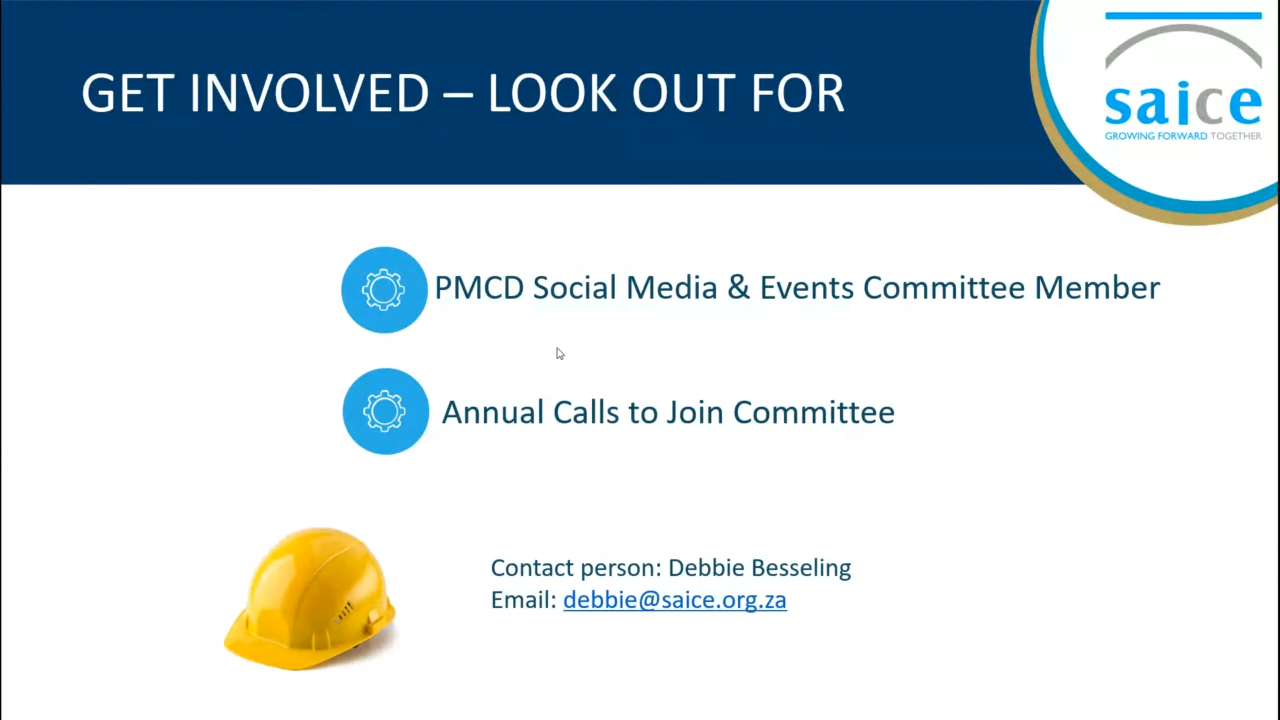 GET INVOLVED – LOOK OUT FOR
saice
GROWING FORWARD TOGETHER
PMCD Social Media & Events Committee Member
Annual Calls to Join Committee
Contact person: Debbie Besseling
Email: debbie@saice.org.za